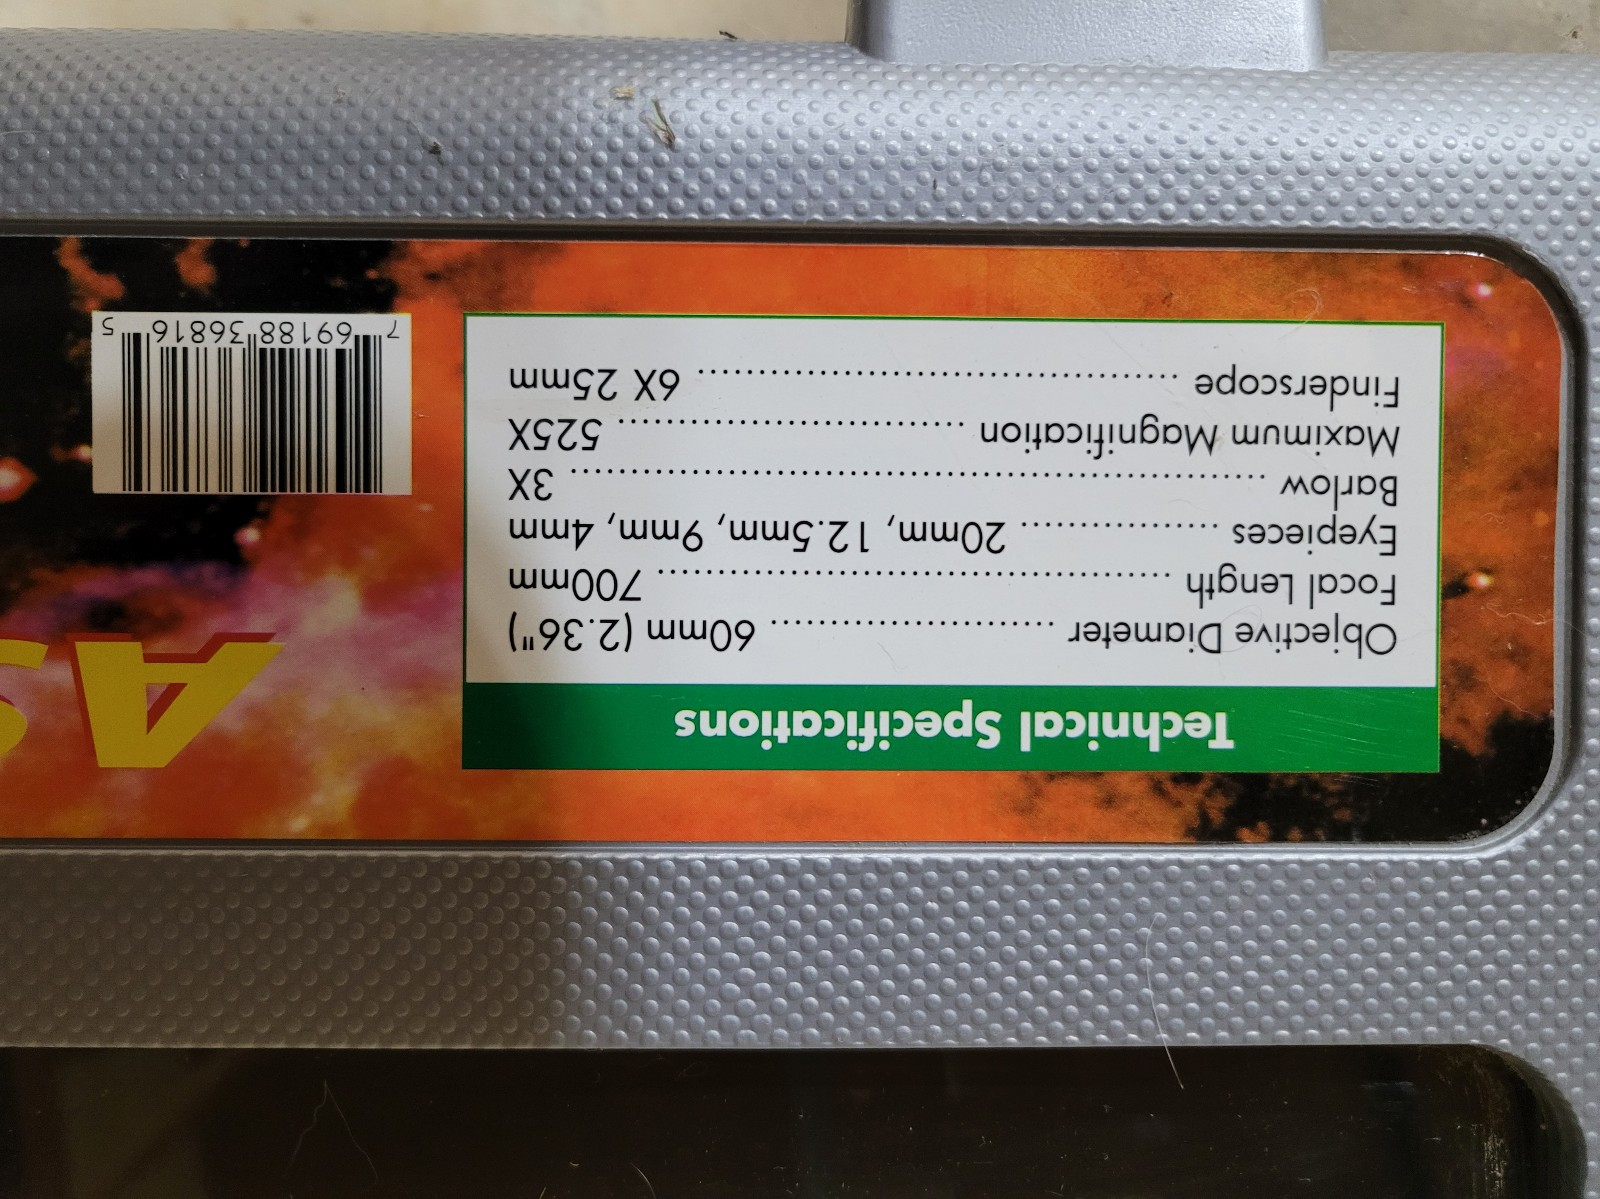 Technical Specifications
Objective Diameter ........................ 60mm (2.36")
Focal Length ........................................... 700mm
Eyepieces ................. 20mm, 12.5mm, 9mm, 4mm
Barlow .......................................................... 3X
Maximum Magnification ............................. 525X
Finderscope ........................................ 6X 25mm
AS
7 69188 36816 5